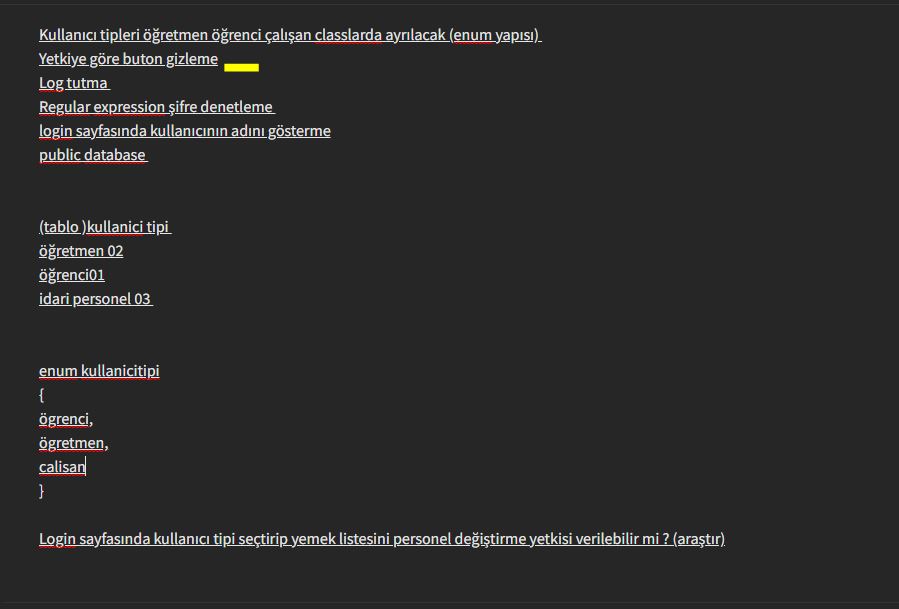 Kullanıcı tipleri öğretmen öğrenci çalışan classlarda ayrılacak (enum yapısı)
Yetkiye göre buton gizleme
Log tutma
Regular expression şifre denetleme
login sayfasında kullanıcının adını gösterme
public database
(tablo )kullanici tipi
öğretmen 02
öğrenci01
idari personel 03
enum kullanicitipi
{
ögrenci,
ögretmen,
calisan
}
Login sayfasında kullanıcı tipi seçtirip yemek listesini personel değiştirme yetkisi verilebilir mi ? (araştır)